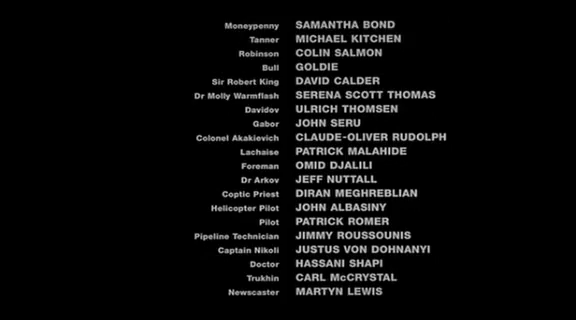 Moneypenny SAMANTHA BOND
Tanner MICHAEL KITCHEN
Robinson COLIN SALMON
Bull GOLDIE
Sir Robert King DAVID CALDER
Dr Molly Warmflash SERENA SCOTT THOMAS
Davidov ULRICH THOMSEN
Gabor JOHN SERU
Colonel Akakievich CLAUDE-OLIVER RUDOLPH
Lachaise PATRICK MALAHIDE
Foreman OMID DJALILI
Dr Arkov JEFF NUTTALL
Coptic Priest DIRAN MEGHREBLIAN
Helicopter Pilot JOHN ALBASINY
Pilot PATRICK ROMER
Pipeline Technician JIMMY ROUSSOUNIS
Captain Nikoli JUSTUS VON DOHNANYI
Doctor HASSANI SHAPI
Trukhin CARL McCRYSTAL
Newscaster MARTYN LEWIS